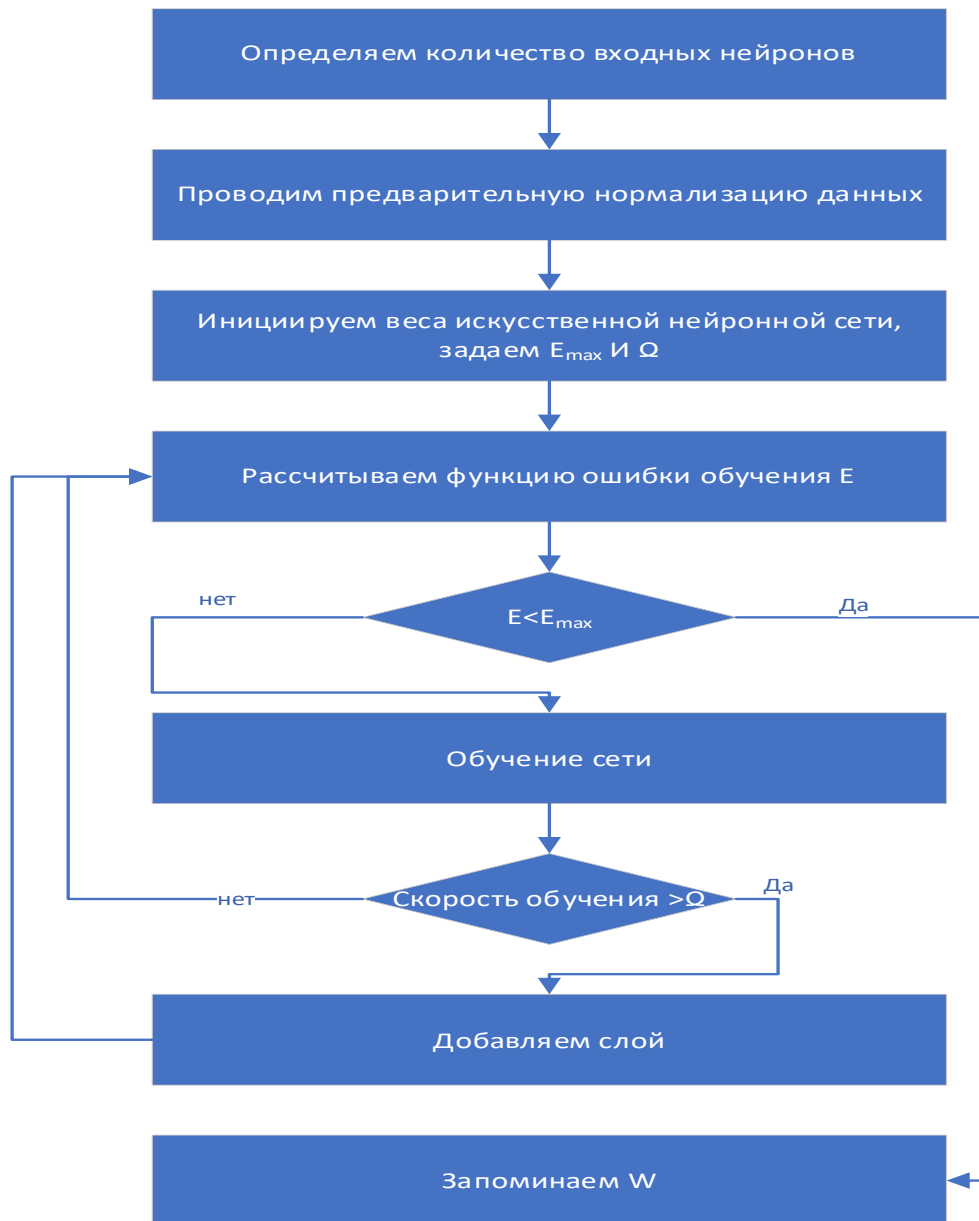 Определяем количество входных нейронов
Проводим предварительную нормализацию данных
Инициируем веса искусственной нейронной сети,
задаем Emax И Ω
Рассчитываем функцию ошибки обучения E
нет
E<Emax
Да
Обучение сети
нет
Скорость обучения >Ω
Да
Добавляем слой
Запоминаем W